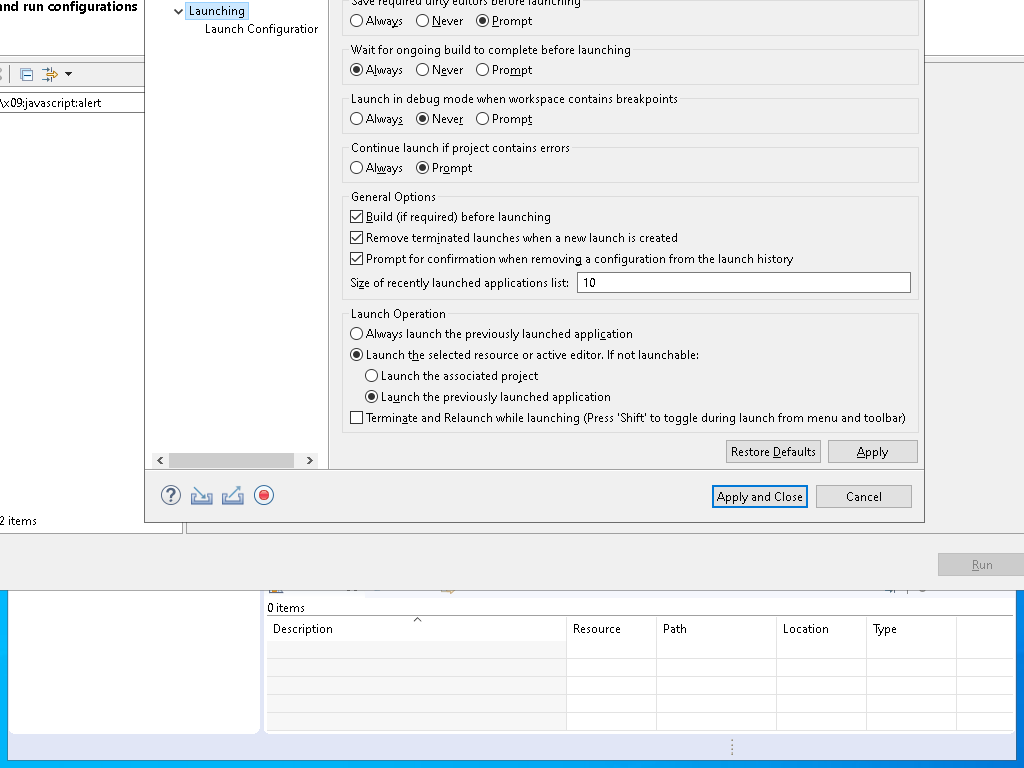 and run configurations
Launching
Launch Configuration
Save required dirty editors before launching
Always Never Prompt
Wait for ongoing build to complete before launching
Always Never Prompt
\x09:javascript:alert
Launch in debug mode when workspace contains breakpoints
Always Never Prompt
Continue launch if project contains errors
Always Prompt
General Options
Build (if required) before launching
Remove terminated launches when a new launch is created
Prompt for confirmation when removing a configuration from the launch history
Size of recently launched applications list: 10
Launch Operation
Always launch the previously launched application
Launch the selected resource or active editor. If not launchable:
Launch the associated project
Launch the previously launched application
Terminate and Relaunch while launching (Press 'Shift' to toggle during launch from menu and toolbar)
Restore Defaults Apply
Apply and Close Cancel
2 items
Run
0 items
Description Resource Path Location Type